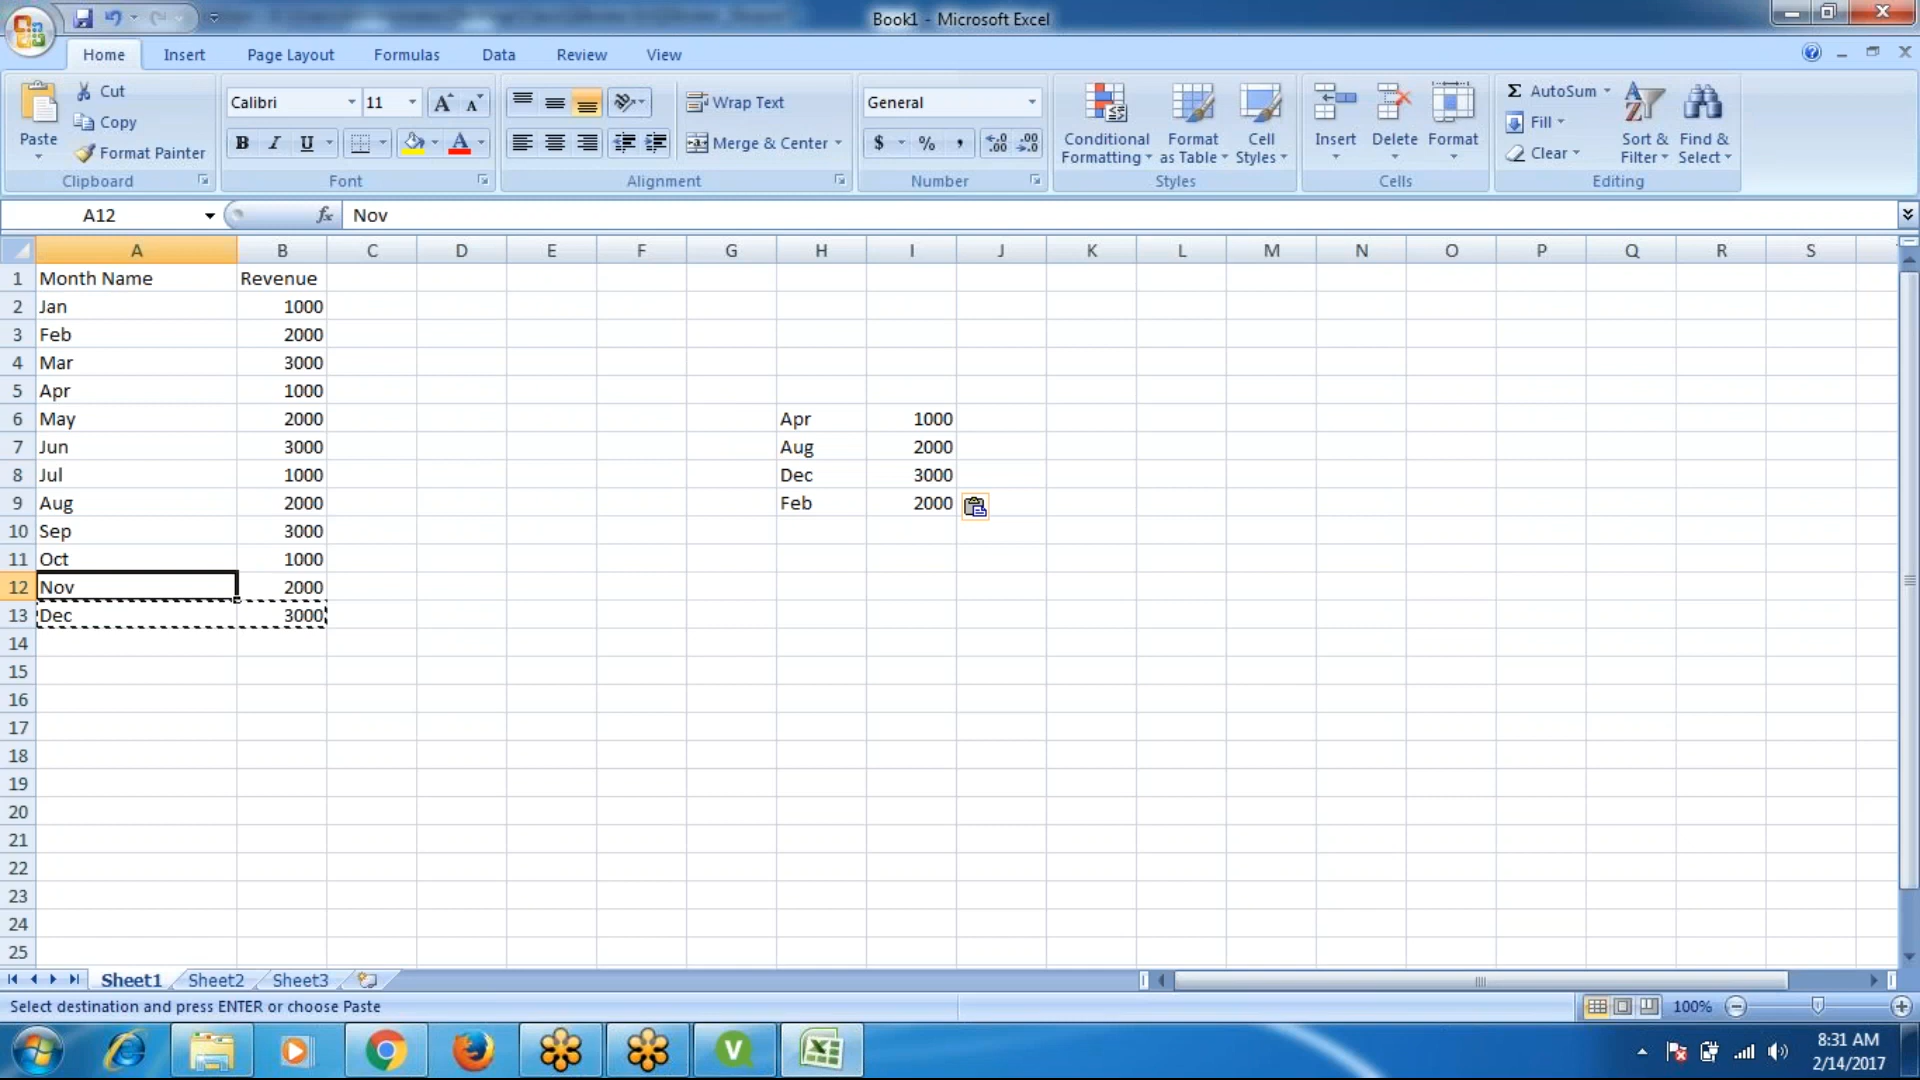 Book1 - Microsoft Excel
Home Insert Page Layout Formulas Data Review View
Paste
Cut
Copy
Format Painter
Clipboard
Calibri 11
B I U
Font
Wrap Text
Merge & Center
Alignment
General
$ % ,
Number
Conditional Formatting
Format as Table
Cell Styles
Styles
Insert Delete Format
Cells
Σ AutoSum
Fill
Clear
Sort & Filter
Find & Select
Editing
A12 fx Nov
A B C D E F G H I J K L M N O P Q R S
1 Month Name Revenue
2 Jan 1000
3 Feb 2000
4 Mar 3000
5 Apr 1000
6 May 2000 Apr 1000
7 Jun 3000 Aug 2000
8 Jul 1000 Dec 3000
9 Aug 2000 Feb 2000
10 Sep 3000
11 Oct 1000
12 Nov 2000
13 Dec 3000
14
15
16
17
18
19
20
21
22
23
24
25
Sheet1 Sheet2 Sheet3
Select destination and press ENTER or choose Paste 100%
8:31 AM
2/14/2017